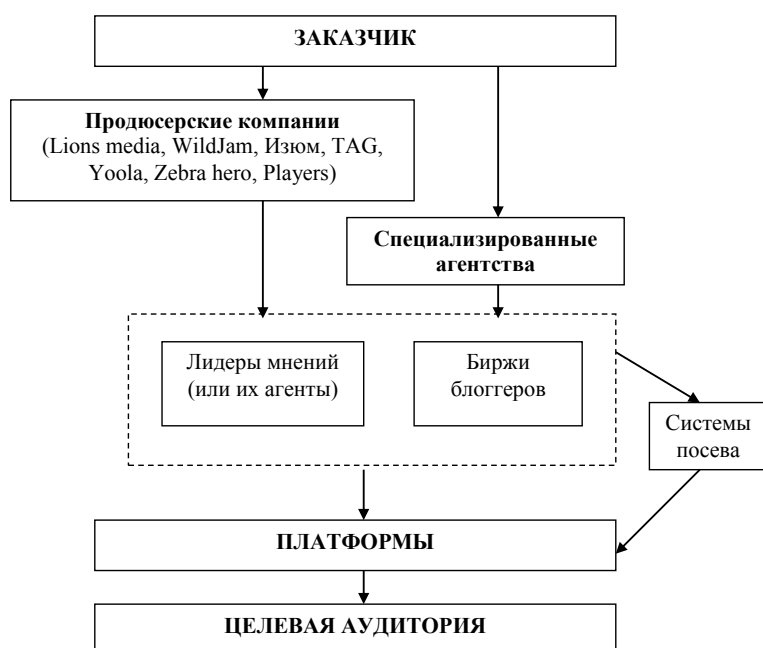 ЗАКАЗЧИК
Продюсерские компании
(Lions media, WildJam, Изюм, TAG,
Yoola, Zebra hero, Players)
Специализированные
агентства
Лидеры мнений
(или их агенты)
Биржи
блоггеров
Системы
посева
ПЛАТФОРМЫ
ЦЕЛЕВАЯ АУДИТОРИЯ